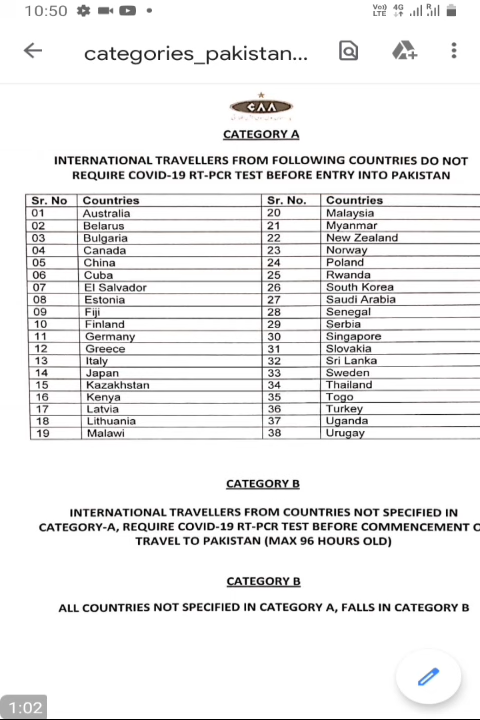 10:50
Vo)) LTE 4G R
categories_pakistan...
CAA
CATEGORY A
INTERNATIONAL TRAVELLERS FROM FOLLOWING COUNTRIES DO NOT
REQUIRE COVID-19 RT-PCR TEST BEFORE ENTRY INTO PAKISTAN
Sr. No Countries Sr. No. Countries
01 Australia 20 Malaysia
02 Belarus 21 Myanmar
03 Bulgaria 22 New Zealand
04 Canada 23 Norway
05 China 24 Poland
06 Cuba 25 Rwanda
07 El Salvador 26 South Korea
08 Estonia 27 Saudi Arabia
09 Fiji 28 Senegal
10 Finland 29 Serbia
11 Germany 30 Singapore
12 Greece 31 Slovakia
13 Italy 32 Sri Lanka
14 Japan 33 Sweden
15 Kazakhstan 34 Thailand
16 Kenya 35 Togo
17 Latvia 36 Turkey
18 Lithuania 37 Uganda
19 Malawi 38 Urugay
CATEGORY B
INTERNATIONAL TRAVELLERS FROM COUNTRIES NOT SPECIFIED IN
CATEGORY-A, REQUIRE COVID-19 RT-PCR TEST BEFORE COMMENCEMENT O
TRAVEL TO PAKISTAN (MAX 96 HOURS OLD)
CATEGORY B
ALL COUNTRIES NOT SPECIFIED IN CATEGORY A, FALLS IN CATEGORY B
1:02